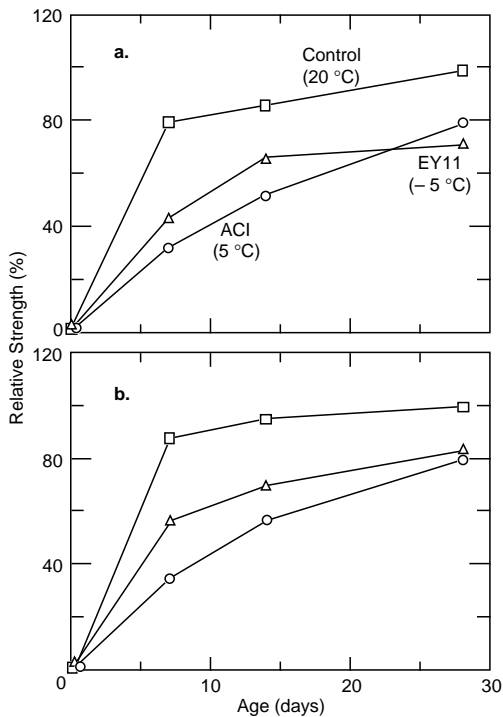 120
a.
Control
(20 °C)
80
EY11
(– 5 °C)
40
ACI
(5 °C)
0
Relative Strength (%)
120
b.
80
40
0
10
20
30
Age (days)